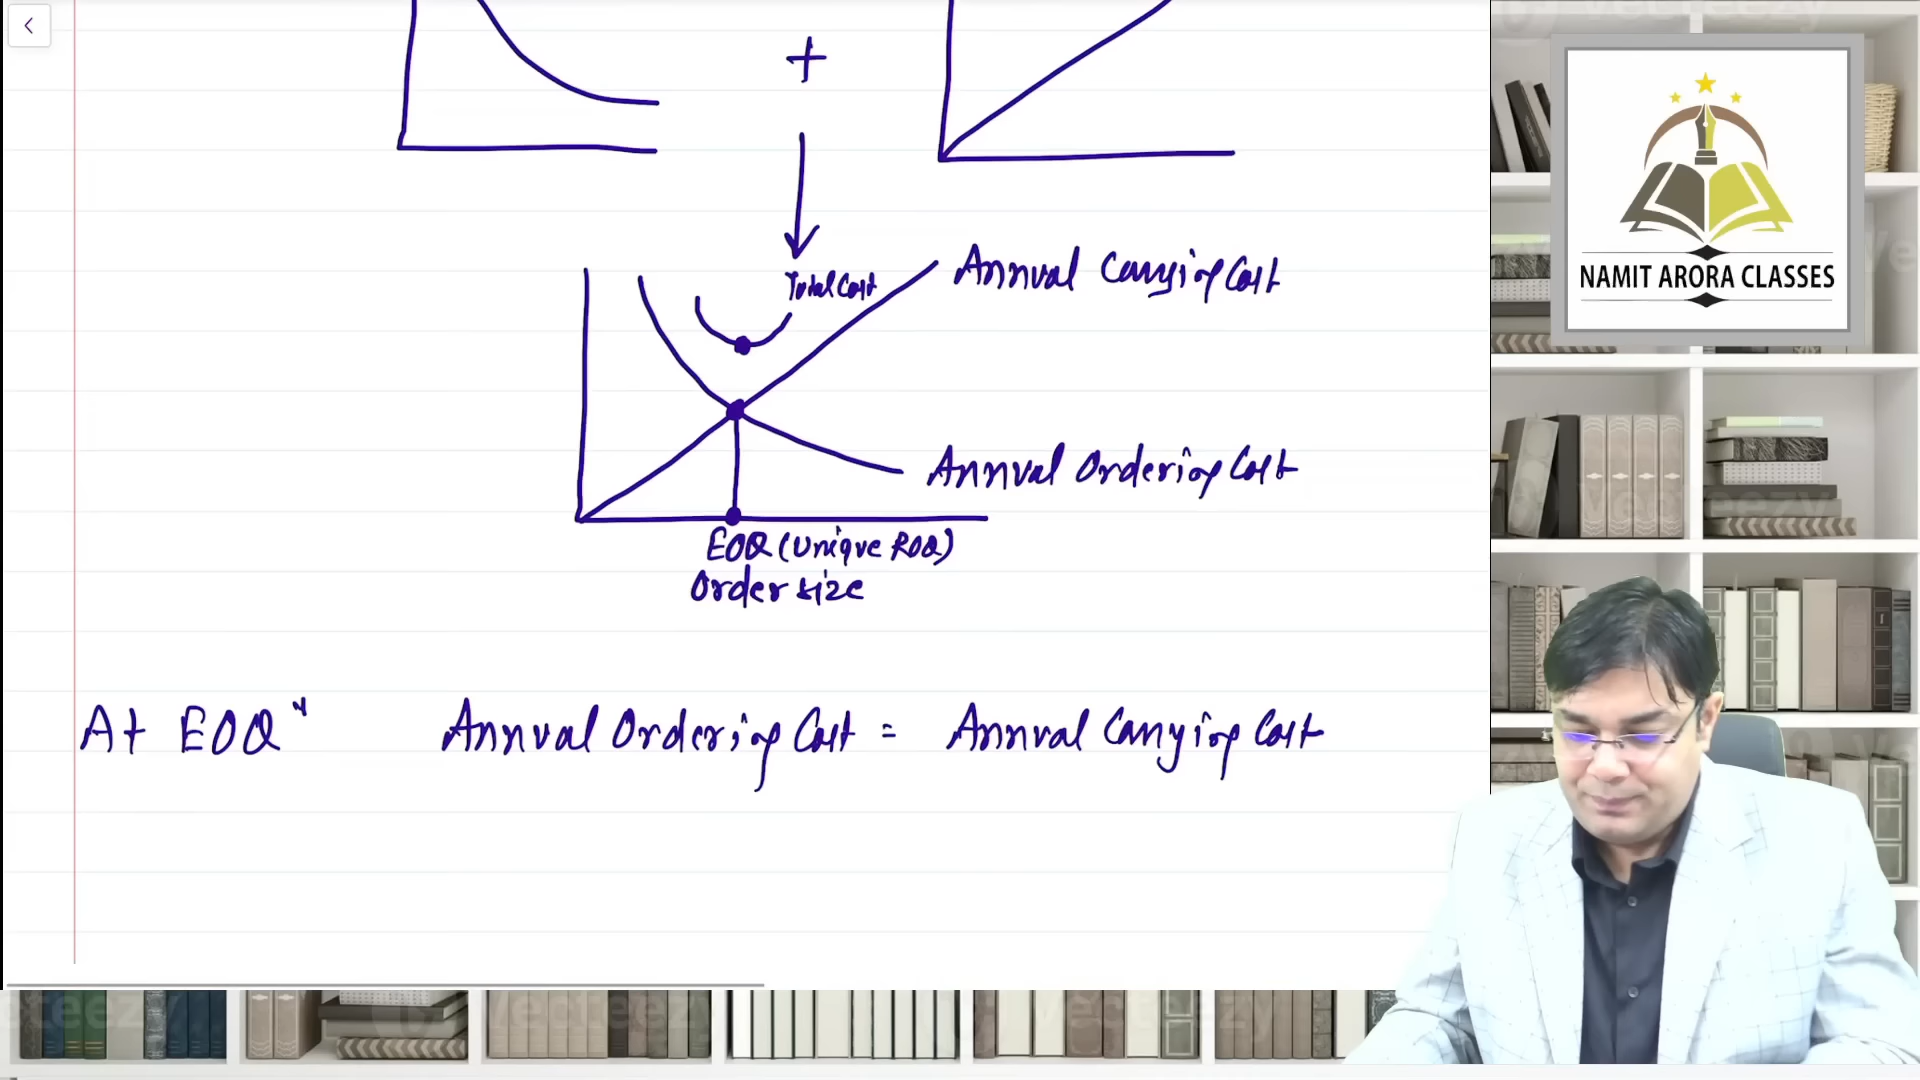 +
NAMIT ARORA CLASSES
Total Cost
Annual Carrying Cost
Annual Ordering Cost
EOQ (Unique ROQ)
Order size
At EOQ Annual Ordering Cost = Annual Carrying Cost